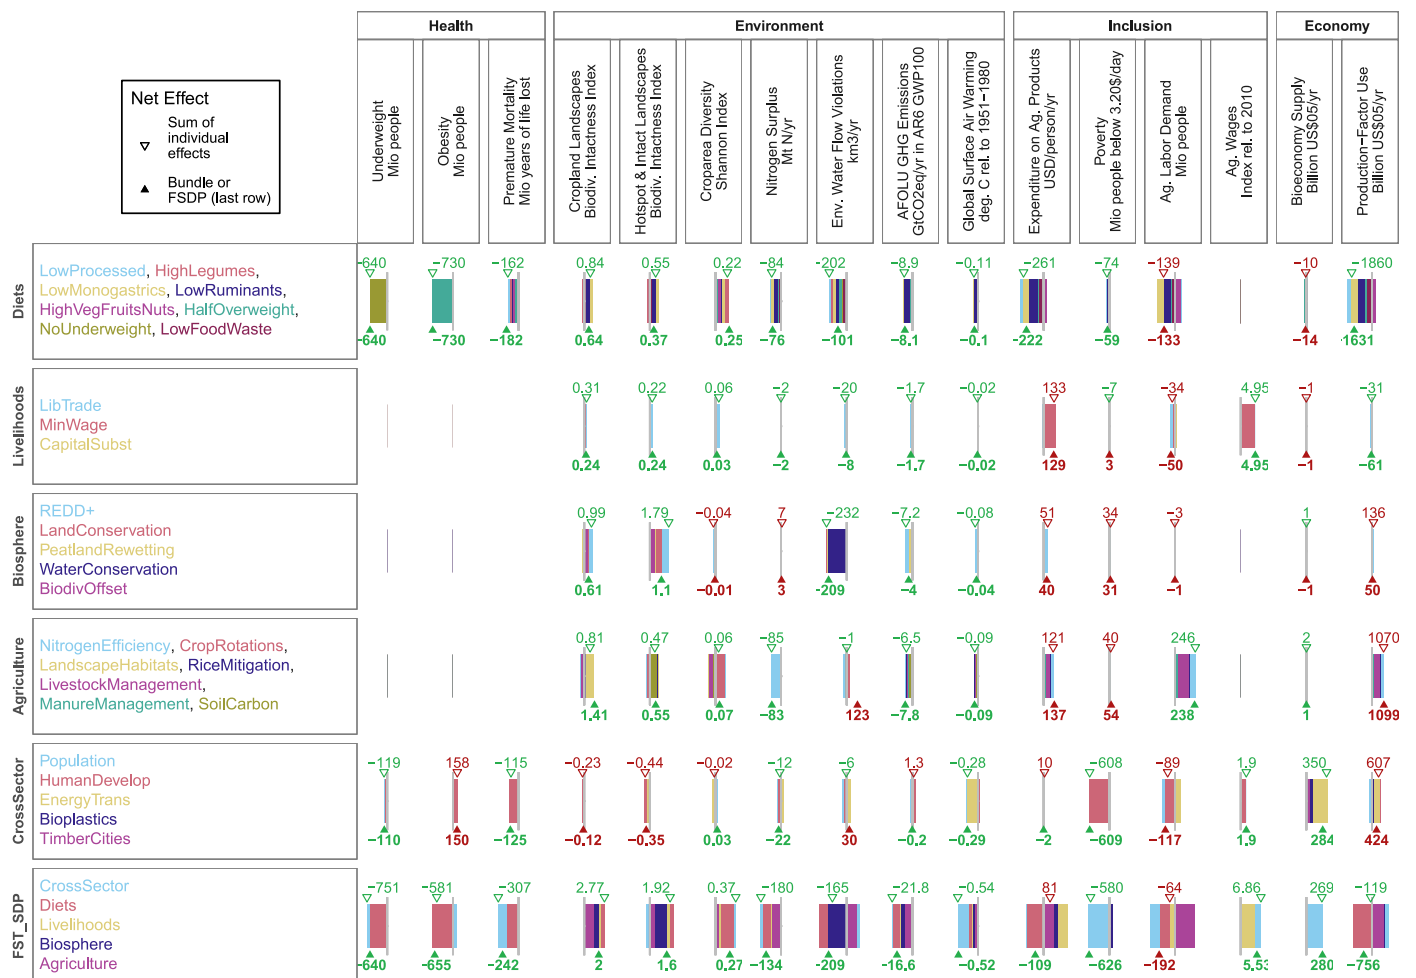 Health
Environment
Inclusion
Economy
Net Effect
Sum of
individual
effects
Bundle or
FSDP (last row)
Underweight
Mio people
Obesity
Mio people
Premature Mortality
Mio years of life lost
Cropland Landscapes
Biodiv. Intactness Index
Hotspot & Intact Landscapes
Biodiv. Intactness Index
Croparea Diversity
Shannon Index
Nitrogen Surplus
Mt N/yr
Env. Water Flow Violations
km3/yr
AFOLU GHG Emissions
GtCO2eq/yr in AR6 GWP100
Global Surface Air Warming
deg. C rel. to 1951−1980
Expenditure on Ag. Products
USD/person/yr
Poverty
Mio people below 3.20$/day
Ag. Labor Demand
Mio people
Ag. Wages
Index rel. to 2010
Bioeconomy Supply
Billion US$05/yr
Production−Factor Use
Billion US$05/yr
Diets
LowProcessed, HighLegumes,
LowMonogastrics, LowRuminants,
HighVegFruitsNuts, HalfOverweight,
NoUnderweight, LowFoodWaste
−640 −730 −162 0.84 0.55 0.22 −84 −202 −8.9 −0.11 −261 −74 −139 −10 −1860
−640 −730 −182 0.64 0.37 0.25 −76 −101 −8.1 −0.1 −222 −59 −133 −14 −1631
Livelihoods
LibTrade
MinWage
CapitalSubst
0.31 0.22 0.06 −2 −20 −1.7 −0.02 133 −7 −34 4.95 −1 −31
0.24 0.24 0.03 −2 −8 −1.7 −0.02 129 3 −50 4.95 −1 −61
Biosphere
REDD+
LandConservation
PeatlandRewetting
WaterConservation
BiodivOffset
0.99 1.79 −0.04 7 −232 −7.2 −0.08 51 34 −3 1 136
0.61 1.1 −0.01 3 −209 −4 −0.04 40 31 −1 −1 50
Agriculture
NitrogenEfficiency, CropRotations,
LandscapeHabitats, RiceMitigation,
LivestockManagement,
ManureManagement, SoilCarbon
0.81 0.47 0.06 −85 −1 −6.5 −0.09 121 40 246 2 1070
1.41 0.55 0.07 −83 123 −7.8 −0.09 137 54 238 1 1099
CrossSector
Population
HumanDevelop
EnergyTrans
Bioplastics
TimberCities
−119 158 −115 −0.23 −0.44 −0.02 −12 −6 1.3 −0.28 10 −608 −89 1.9 350 607
−110 150 −125 −0.12 −0.35 0.03 −22 30 −0.2 −0.29 −2 −609 −117 1.9 284 424
FST_SDP
CrossSector
Diets
Livelihoods
Biosphere
Agriculture
−751 −581 −307 2.77 1.92 0.37 −180 −165 −21.8 −0.54 81 −580 −64 6.86 269 −119
−640 −655 −242 2 1.6 0.27 −134 −209 −16.6 −0.52 −109 −626 −192 5.53 280 −756